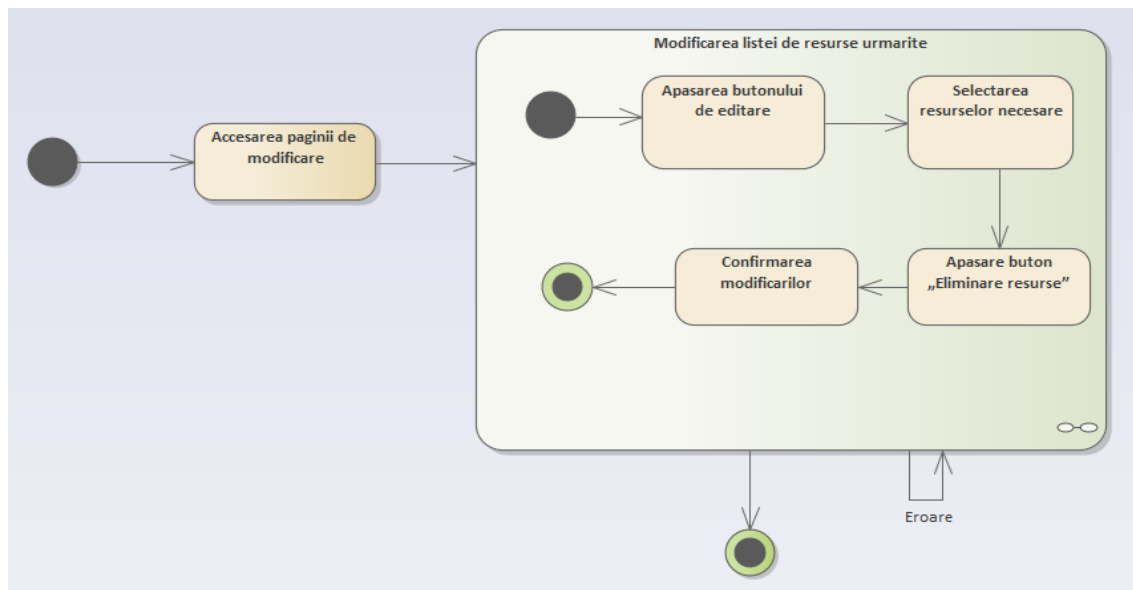 Modificarea listei de resurse urmarite
Accesarea paginii de
modificare
Apasarea butonului
de editare
Selectarea
resurselor necesare
Apasare buton
„Eliminare resurse”
Confirmarea
modificarilor
Eroare